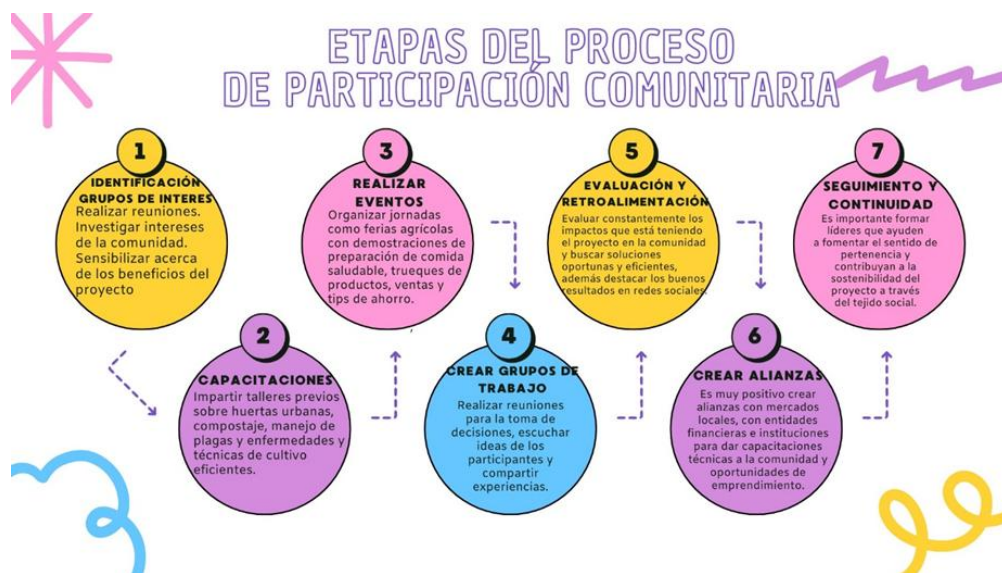 ETAPAS DEL PROCESO
DE PARTICIPACIÓN COMUNITARIA
1
IDENTIFICACIÓN
GRUPOS DE INTERES
Realizar reuniones.
Investigar intereses
de la comunidad.
Sensibilizar acerca
de los beneficios del
proyecto
2
CAPACITACIONES
Impartir talleres previos
sobre huertas urbanas,
compostaje, manejo de
plagas y enfermedades y
técnicas de cultivo
eficientes.
3
REALIZAR
EVENTOS
Organizar jornadas
como ferias agrícolas
con demostraciones de
preparación de comida
saludable, trueques de
productos, ventas y
tips de ahorro.
4
CREAR GRUPOS DE
TRABAJO
Realizar reuniones
para la toma de
decisiones, escuchar
ideas de los
participantes y
compartir
experiencias.
5
EVALUACIÓN Y
RETROALIMENTACIÓN
Evaluar constantemente los
impactos que está teniendo
el proyecto en la comunidad
y buscar soluciones
oportunas y eficientes,
además destacar los buenos
resultados en redes sociales.
6
CREAR ALIANZAS
Es muy positivo crear
alianzas con mercados
locales, con entidades
financieras e instituciones
para dar capacitaciones
técnicas a la comunidad y
oportunidades de
emprendimiento.
7
SEGUIMIENTO Y
CONTINUIDAD
Es importante formar
líderes que ayuden
a fomentar el sentido de
pertenencia y
contribuyan a la
sostenibilidad del
proyecto a través
del tejido social.